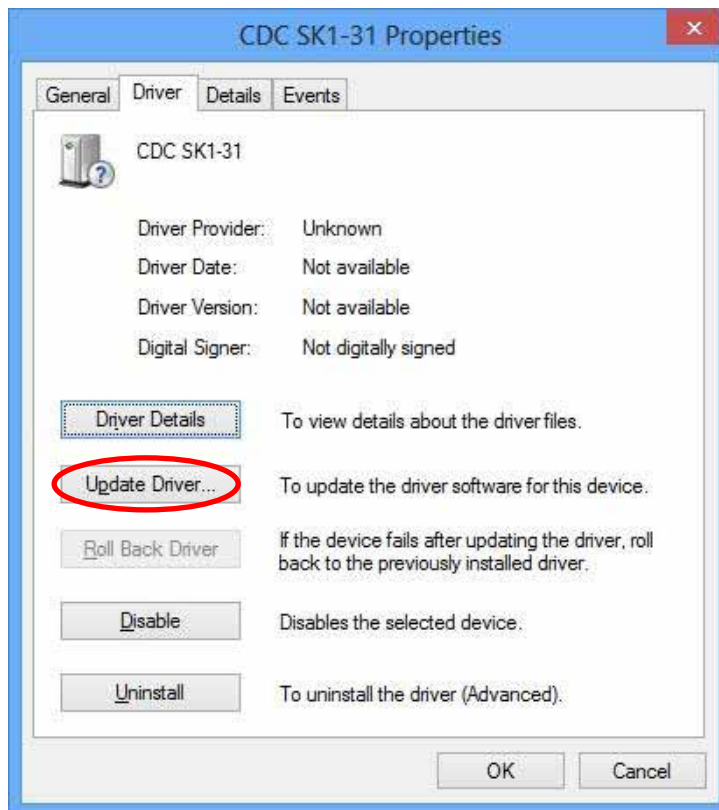 CDC SK1-31 Properties
General Driver Details Events
CDC SK1-31
Driver Provider: Unknown
Driver Date: Not available
Driver Version: Not available
Digital Signer: Not digitally signed
Driver Details To view details about the driver files.
Update Driver... To update the driver software for this device.
Roll Back Driver If the device fails after updating the driver, roll
back to the previously installed driver.
Disable Disables the selected device.
Uninstall To uninstall the driver (Advanced).
OK Cancel